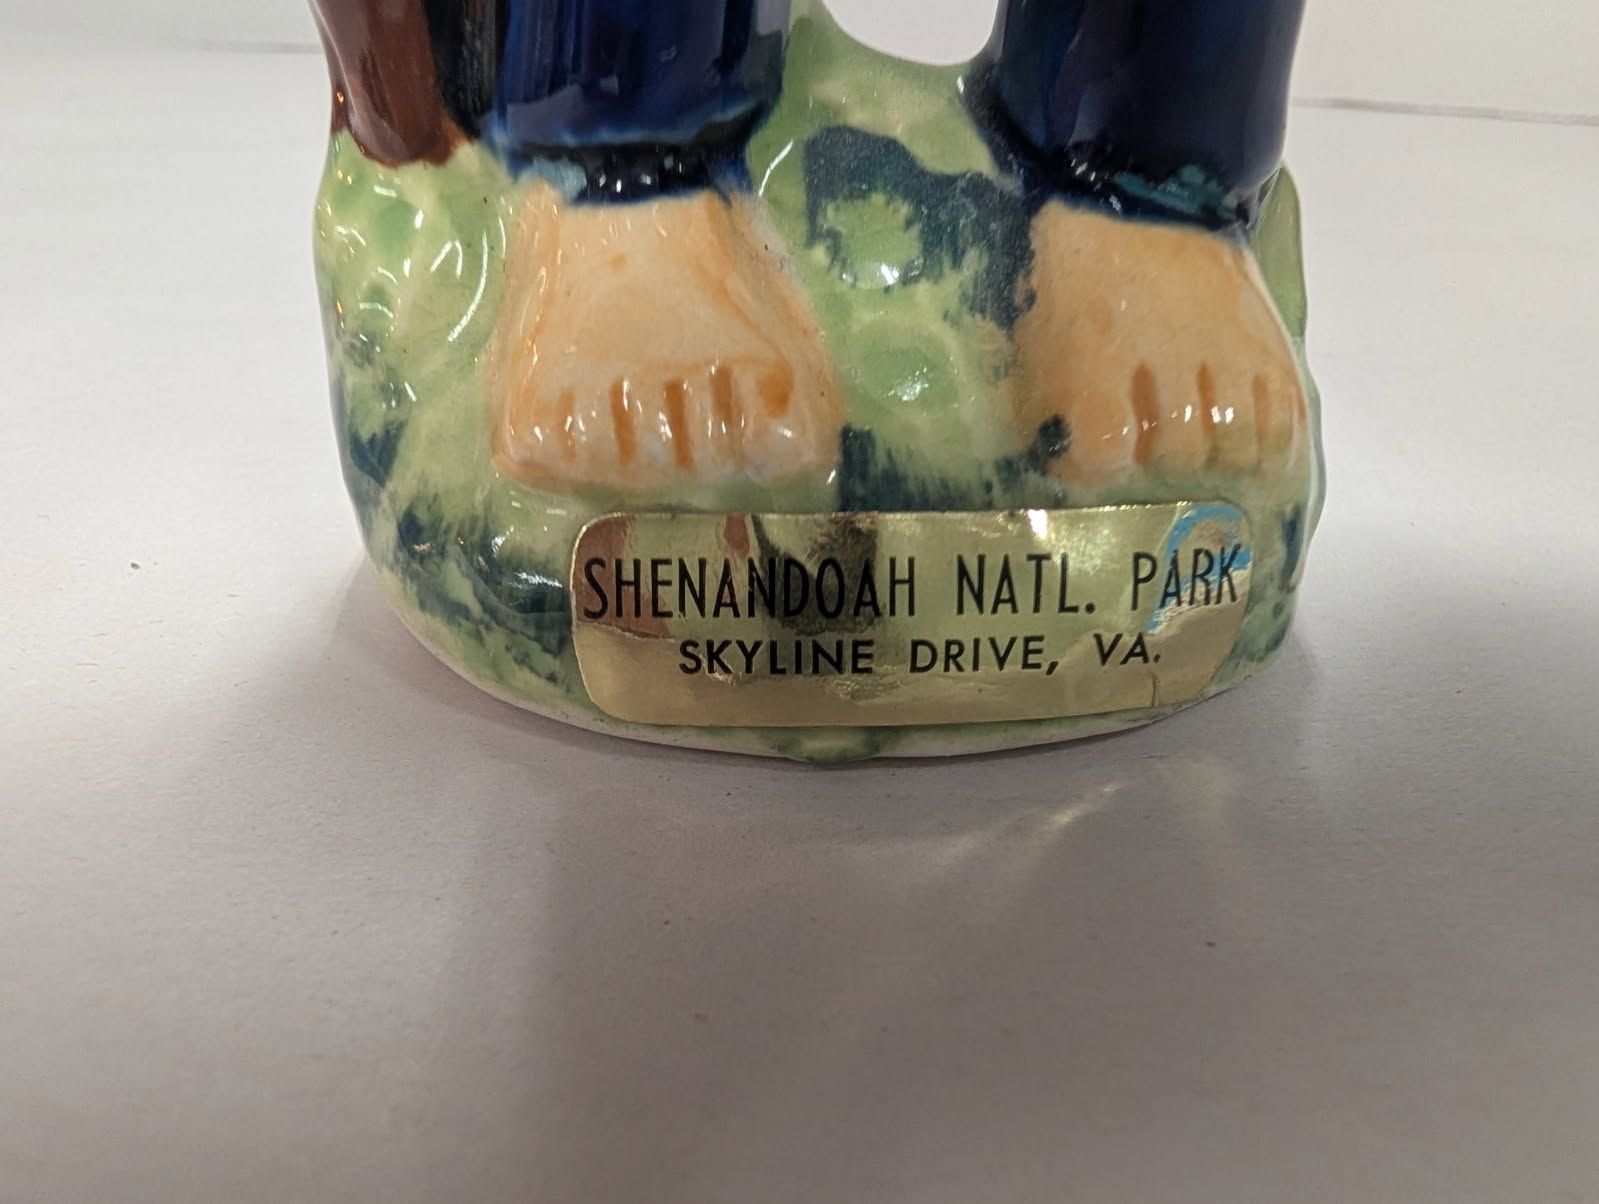 SHENANDOAH NATL. PARK
SKYLINE DRIVE, VA.